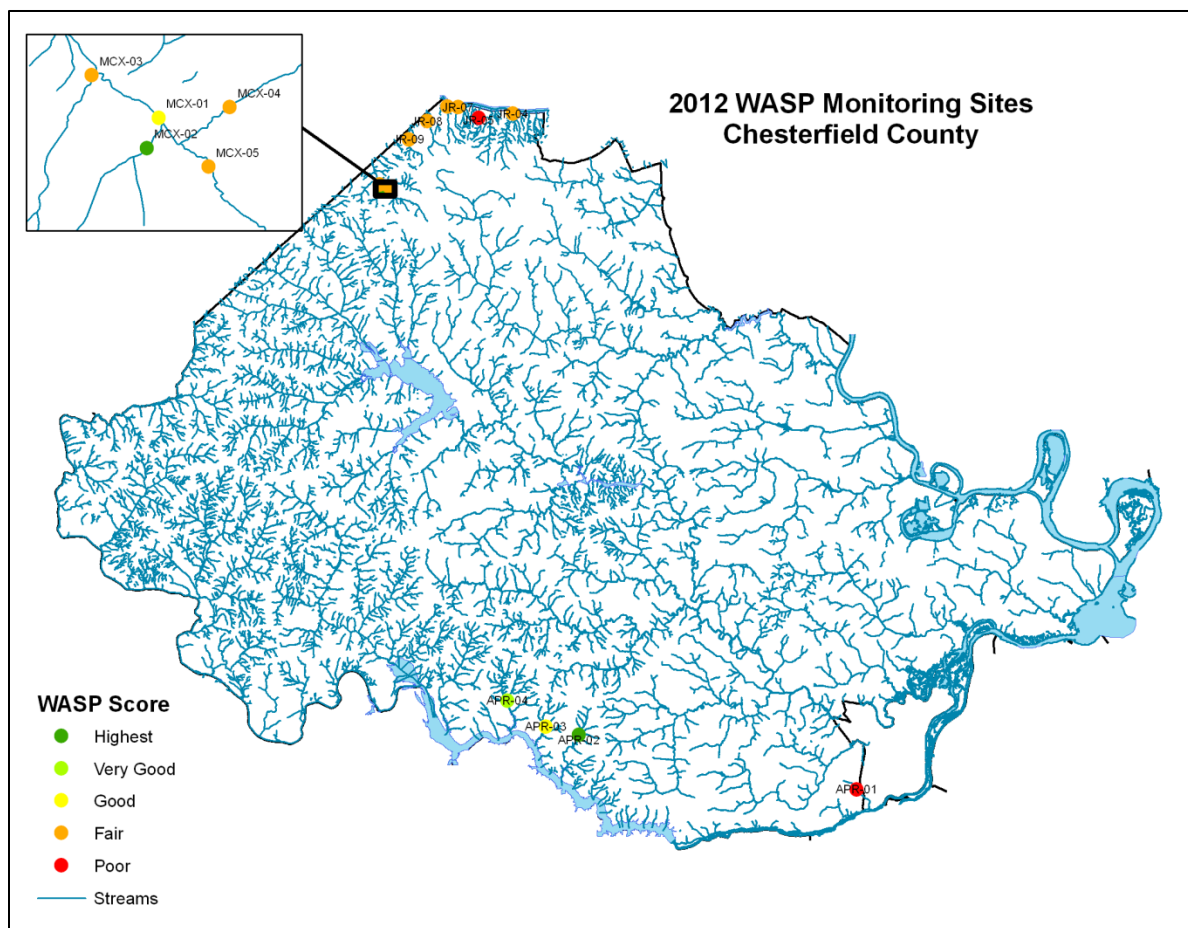 MCX-03
MCX-01
MCX-04
MCX-02
MCX-05
2012 WASP Monitoring Sites
Chesterfield County
JR-07
JR-04
JR-08
JR-09
APR-04
APR-03
APR-02
APR-01
WASP Score
Highest
Very Good
Good
Fair
Poor
Streams